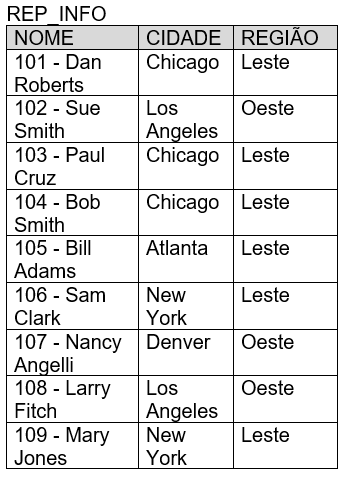 REP_INFO
NOME CIDADE REGIÃO
101 - Dan Roberts Chicago Leste
102 - Sue Smith Los Angeles Oeste
103 - Paul Cruz Chicago Leste
104 - Bob Smith Chicago Leste
105 - Bill Adams Atlanta Leste
106 - Sam Clark New York Leste
107 - Nancy Angelli Denver Oeste
108 - Larry Fitch Los Angeles Oeste
109 - Mary Jones New York Leste